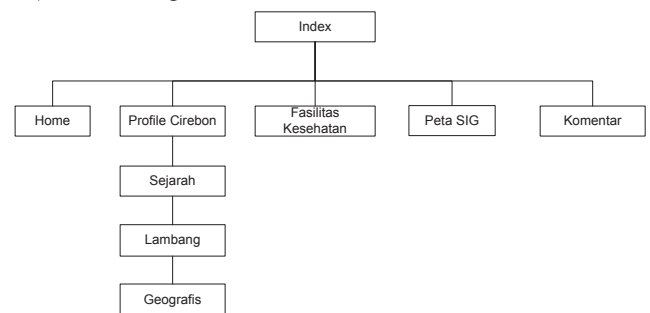 Index
Home
Profile Cirebon
Fasilitas
Kesehatan
Peta SIG
Komentar
Sejarah
Lambang
Geografis